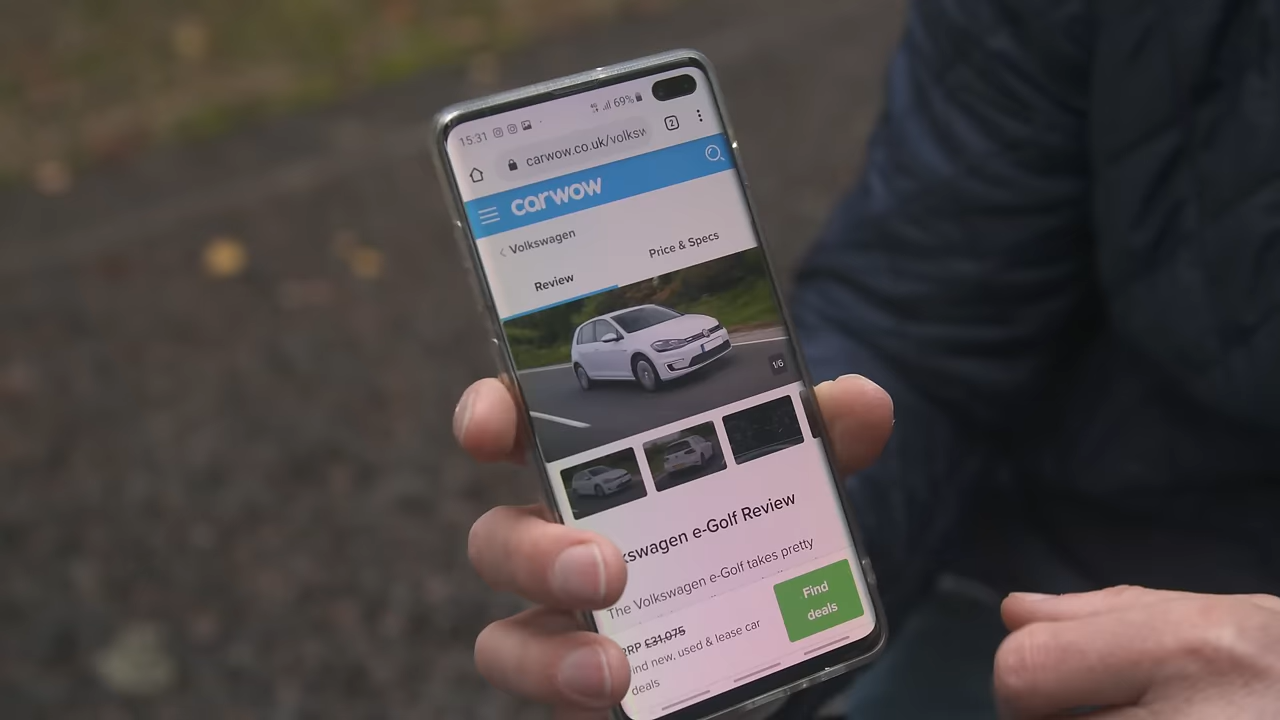 15:31
69%
2
carwow.co.uk/volksw
carwow
Volkswagen
Review
Price & Specs
1/6
kswagen e-Golf Review
The Volkswagen e-Golf takes pretty
RRP £31,075
ind new, used & lease car
deals
Find
deals